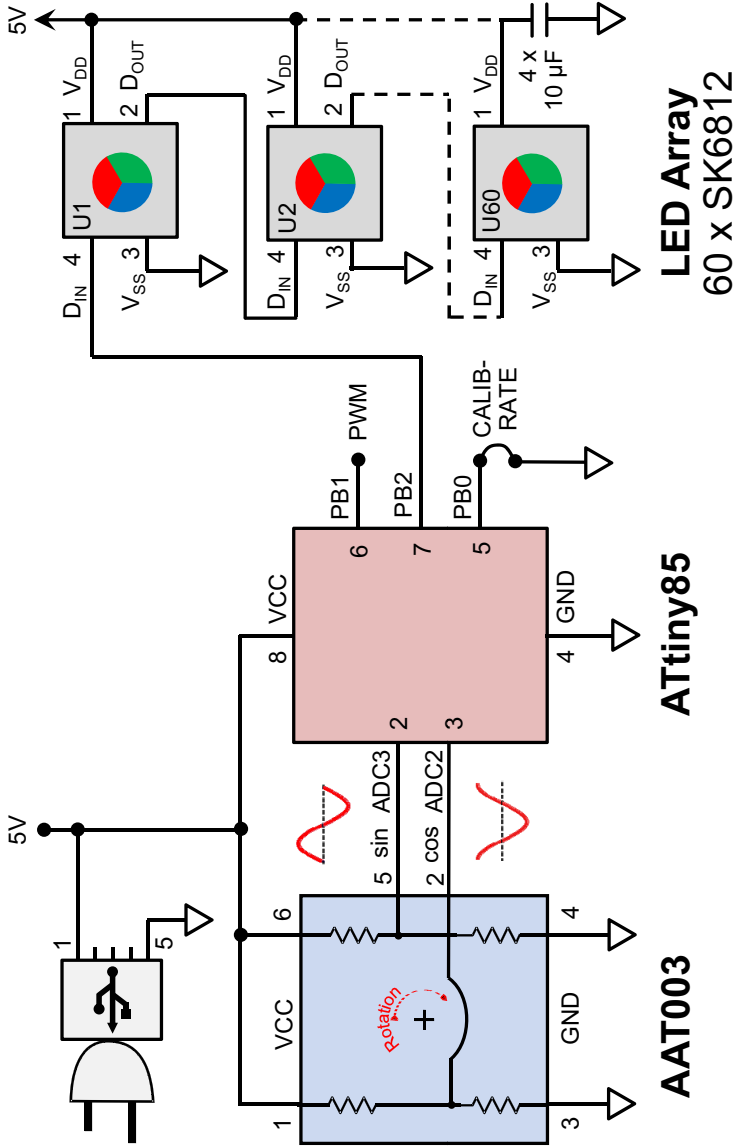 5V
1
5
1
VCC
6
Rotation
3
GND
4
AAT003
5 sin ADC3
2 cos ADC2
8 VCC
2
3
6
7
5
4 GND
ATtiny85
PB1
PWM
PB2
PB0
CALIB-
RATE
5V
1 VDD
2 DOUT
U1
DIN 4
VSS 3
1 VDD
2 DOUT
U2
DIN 4
VSS 3
1 VDD
4 x
10 µF
U60
DIN 4
VSS 3
LED Array
60 x SK6812